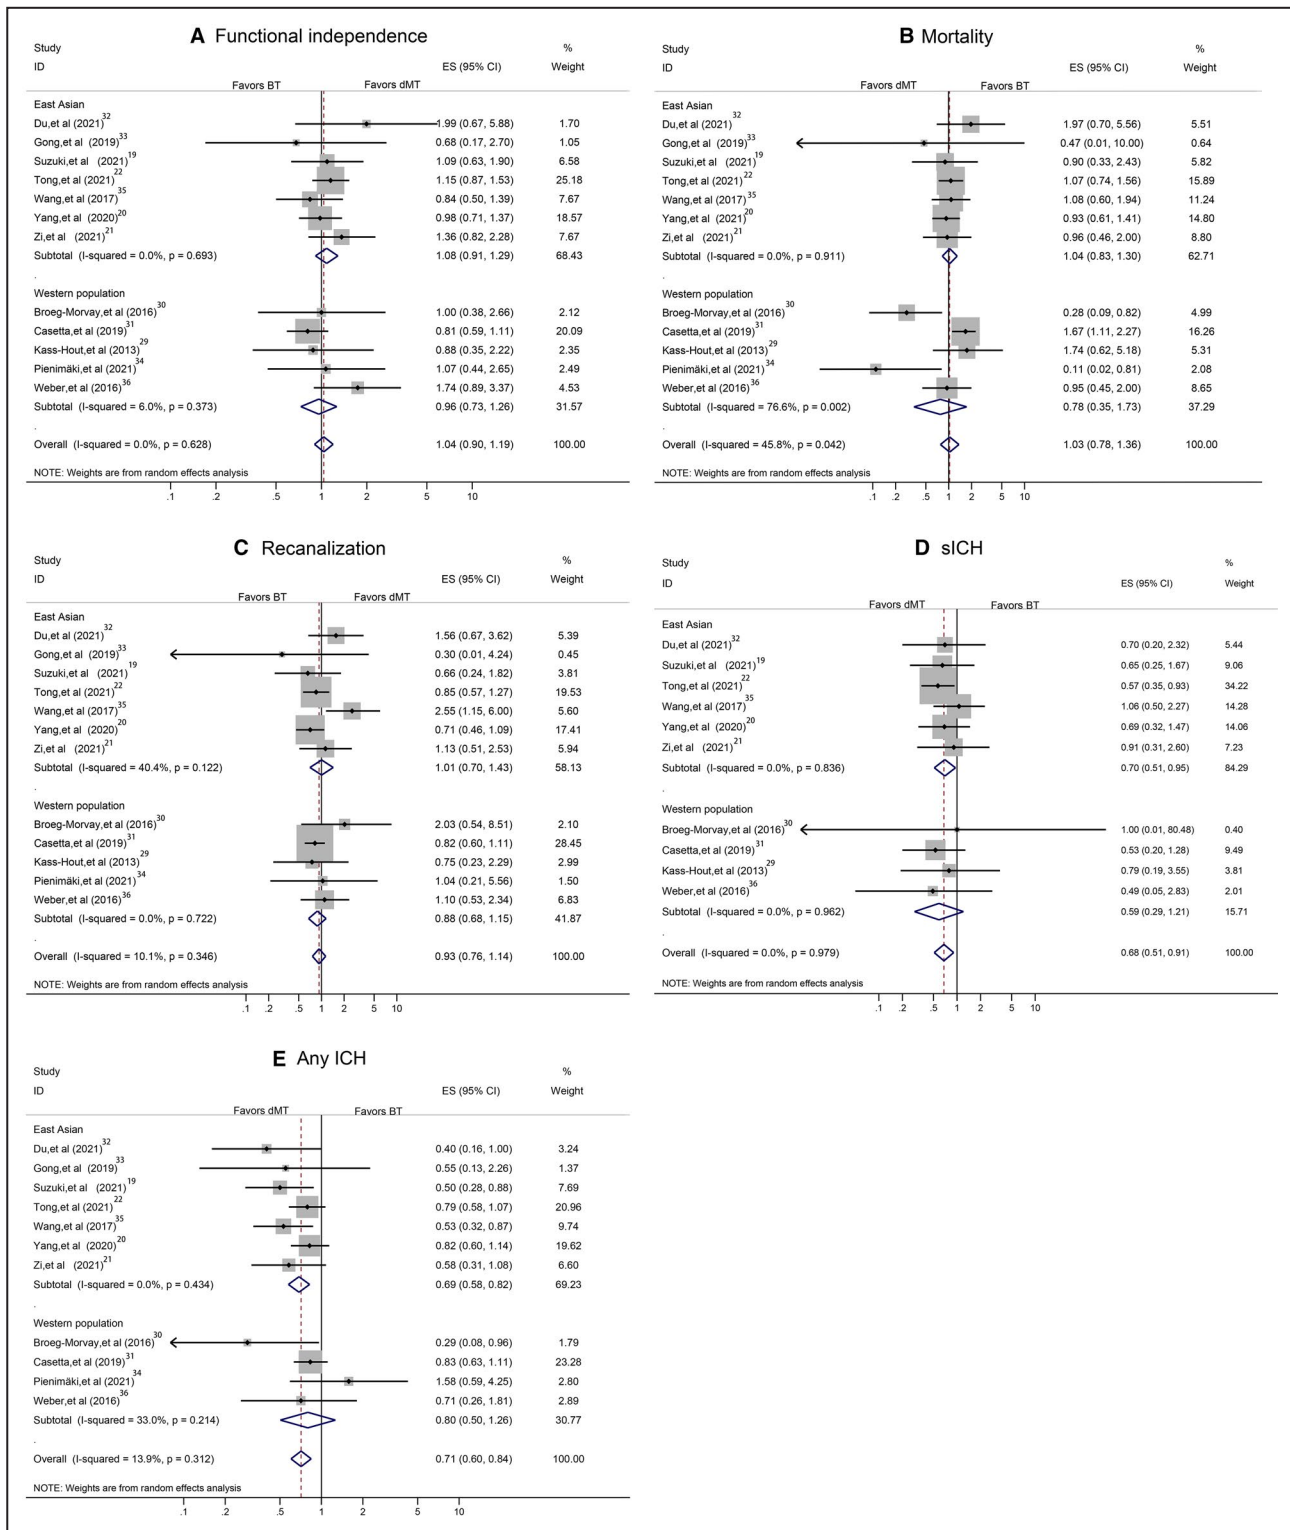 A Functional independence
Study %
ID ES (95% CI) Weight
Favors BT Favors dMT
East Asian
Du,et al (2021)32 1.99 (0.67, 5.88) 1.70
Gong,et al (2019)33 0.68 (0.17, 2.70) 1.05
Suzuki,et al (2021)19 1.09 (0.63, 1.90) 6.58
Tong,et al (2021)22 1.15 (0.87, 1.53) 25.18
Wang,et al (2017)35 0.84 (0.50, 1.39) 7.67
Yang,et al (2020)20 0.98 (0.71, 1.37) 18.57
Zi,et al (2021)21 1.36 (0.82, 2.28) 7.67
Subtotal (I-squared = 0.0%, p = 0.693) 1.08 (0.91, 1.29) 68.43
.
Western population
Broeg-Morvay,et al (2016)30 1.00 (0.38, 2.66) 2.12
Casetta,et al (2019)31 0.81 (0.59, 1.11) 20.09
Kass-Hout,et al (2013)29 0.88 (0.35, 2.22) 2.35
Pienimäki,et al (2021)34 1.07 (0.44, 2.65) 2.49
Weber,et al (2016)36 1.74 (0.89, 3.37) 4.53
Subtotal (I-squared = 6.0%, p = 0.373) 0.96 (0.73, 1.26) 31.57
.
Overall (I-squared = 0.0%, p = 0.628) 1.04 (0.90, 1.19) 100.00
NOTE: Weights are from random effects analysis
.1 .2 .5 1 2 5 10
B Mortality
Study %
ID ES (95% CI) Weight
Favors dMT Favors BT
East Asian
Du,et al (2021)32 1.97 (0.70, 5.56) 5.51
Gong,et al (2019)33 0.47 (0.01, 10.00) 0.64
Suzuki,et al (2021)19 0.90 (0.33, 2.43) 5.82
Tong,et al (2021)22 1.07 (0.74, 1.56) 15.89
Wang,et al (2017)35 1.08 (0.60, 1.94) 11.24
Yang,et al (2021)20 0.93 (0.61, 1.41) 14.80
Zi,et al (2021)21 0.96 (0.46, 2.00) 8.80
Subtotal (I-squared = 0.0%, p = 0.911) 1.04 (0.83, 1.30) 62.71
.
Western population
Broeg-Morvay,et al (2016)30 0.28 (0.09, 0.82) 4.99
Casetta,et al (2019)31 1.67 (1.11, 2.27) 16.26
Kass-Hout,et al (2013)29 1.74 (0.62, 5.18) 5.31
Pienimäki,et al (2021)34 0.11 (0.02, 0.81) 2.08
Weber,et al (2016)36 0.95 (0.45, 2.00) 8.65
Subtotal (I-squared = 76.6%, p = 0.002) 0.78 (0.35, 1.73) 37.29
.
Overall (I-squared = 45.8%, p = 0.042) 1.03 (0.78, 1.36) 100.00
NOTE: Weights are from random effects analysis
.1 .2 .5 1 2 5 10
C Recanalization
Study %
ID ES (95% CI) Weight
Favors BT Favors dMT
East Asian
Du,et al (2021)32 1.56 (0.67, 3.62) 5.39
Gong,et al (2019)33 0.30 (0.01, 4.24) 0.45
Suzuki,et al (2021)19 0.66 (0.24, 1.82) 3.81
Tong,et al (2021)22 0.85 (0.57, 1.27) 19.53
Wang,et al (2017)35 2.55 (1.15, 6.00) 5.60
Yang,et al (2020)20 0.71 (0.46, 1.09) 17.41
Zi,et al (2021)21 1.13 (0.51, 2.53) 5.94
Subtotal (I-squared = 40.4%, p = 0.122) 1.01 (0.70, 1.43) 58.13
.
Western population
Broeg-Morvay,et al (2016)30 2.03 (0.54, 8.51) 2.10
Casetta,et al (2019)31 0.82 (0.60, 1.11) 28.45
Kass-Hout,et al (2013)29 0.75 (0.23, 2.29) 2.99
Pienimäki,et al (2021)34 1.04 (0.21, 5.56) 1.50
Weber,et al (2016)36 1.10 (0.53, 2.34) 6.83
Subtotal (I-squared = 0.0%, p = 0.722) 0.88 (0.68, 1.15) 41.87
.
Overall (I-squared = 10.1%, p = 0.346) 0.93 (0.76, 1.14) 100.00
NOTE: Weights are from random effects analysis
.1 .2 .5 1 2 5 10
D sICH
Study %
ID ES (95% CI) Weight
Favors dMT Favors BT
East Asian
Du,et al (2021)32 0.70 (0.20, 2.32) 5.44
Suzuki,et al (2021)19 0.65 (0.25, 1.67) 9.06
Tong,et al (2021)22 0.57 (0.35, 0.93) 34.22
Wang,et al (2017)35 1.06 (0.50, 2.27) 14.28
Yang,et al (2020)20 0.69 (0.32, 1.47) 14.06
Zi,et al (2021)21 0.91 (0.31, 2.60) 7.23
Subtotal (I-squared = 0.0%, p = 0.836) 0.70 (0.51, 0.95) 84.29
.
Western population
Broeg-Morvay,et al (2016)30 1.00 (0.01, 80.48) 0.40
Casetta,et al (2019)31 0.53 (0.20, 1.28) 9.49
Kass-Hout,et al (2013)29 0.79 (0.19, 3.55) 3.81
Weber,et al (2016)36 0.49 (0.05, 2.83) 2.01
Subtotal (I-squared = 0.0%, p = 0.962) 0.59 (0.29, 1.21) 15.71
.
Overall (I-squared = 0.0%, p = 0.979) 0.68 (0.51, 0.91) 100.00
NOTE: Weights are from random effects analysis
.1 .2 .5 1 2 5 10
E Any ICH
Study %
ID ES (95% CI) Weight
Favors dMT Favors BT
East Asian
Du,et al (2021)32 0.40 (0.16, 1.00) 3.24
Gong,et al (2019)33 0.55 (0.13, 2.26) 1.37
Suzuki,et al (2021)19 0.50 (0.28, 0.88) 7.69
Tong,et al (2021)22 0.79 (0.58, 1.07) 20.96
Wang,et al (2017)35 0.53 (0.32, 0.87) 9.74
Yang,et al (2020)20 0.82 (0.60, 1.14) 19.62
Zi,et al (2021)21 0.58 (0.31, 1.08) 6.60
Subtotal (I-squared = 0.0%, p = 0.434) 0.69 (0.58, 0.82) 69.23
.
Western population
Broeg-Morvay,et al (2016)30 0.29 (0.08, 0.96) 1.79
Casetta,et al (2019)31 0.83 (0.63, 1.11) 23.28
Pienimäki,et al (2021)34 1.58 (0.59, 4.25) 2.80
Weber,et al (2016)36 0.71 (0.26, 1.81) 2.89
Subtotal (I-squared = 33.0%, p = 0.214) 0.80 (0.50, 1.26) 30.77
.
Overall (I-squared = 13.9%, p = 0.312) 0.71 (0.60, 0.84) 100.00
NOTE: Weights are from random effects analysis
.1 .2 .5 1 2 5 10